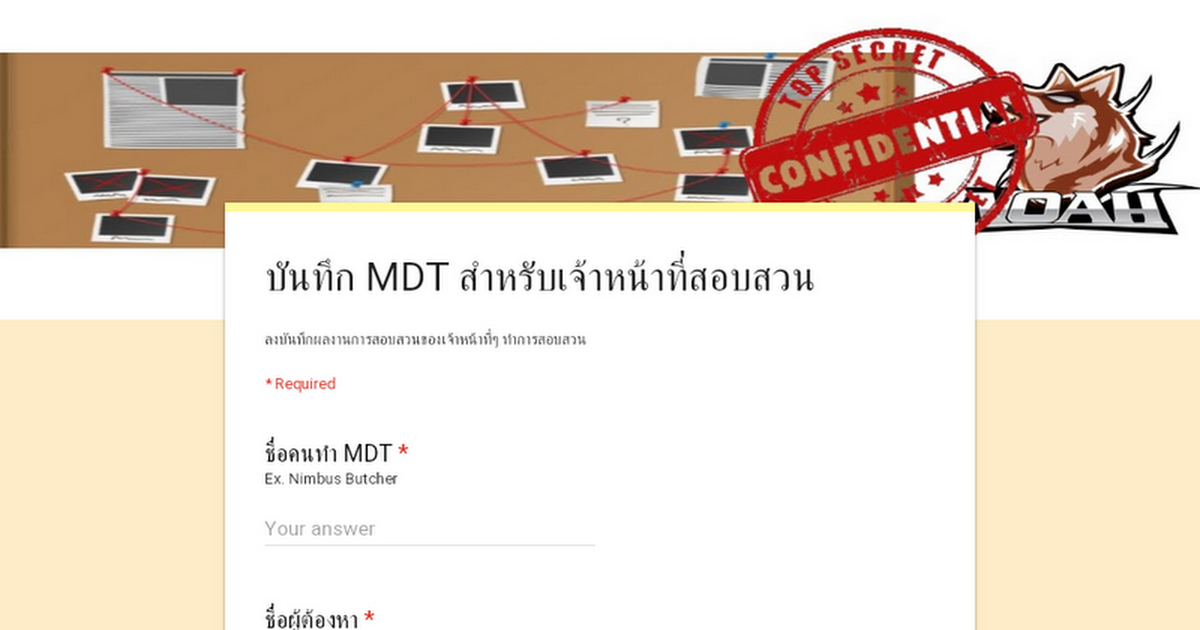 TOP SECRET
CONFIDENTIAL
OAH
บันทึก MDT สำหรับเจ้าหน้าที่สอบสวน
ลงบันทึกผลงานการสอบสวนของเจ้าหน้าที่ๆ ทำการสอบสวน
* Required
ชื่อคนทำ MDT *
Ex. Nimbus Butcher
Your answer
ชื่อผู้ต้องหา *